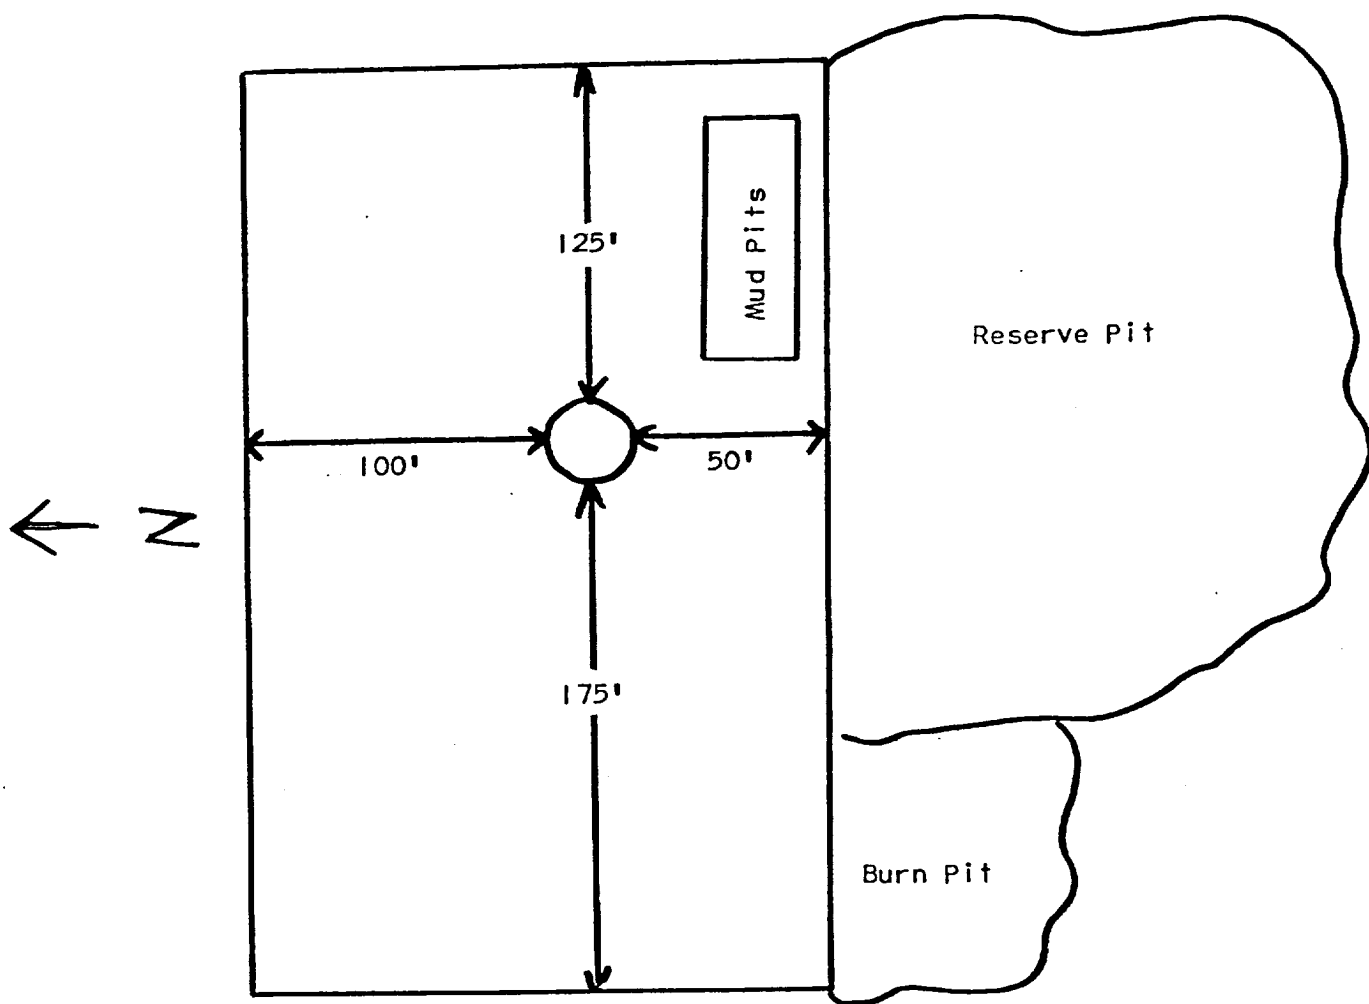 Mud Pits
125'
Reserve Pit
100'
50'
N
175'
Burn Pit